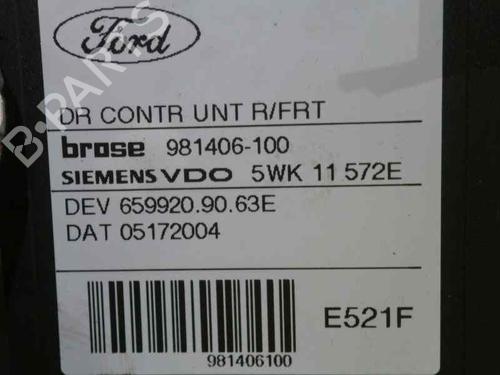 Ford
DR CONTR UNT R/FRT
brose 981406-100
SIEMENS VDO 5WK 11 572E
DEV 659920.90.63E
DAT 05172004
E521F
981406100
B-PARTS